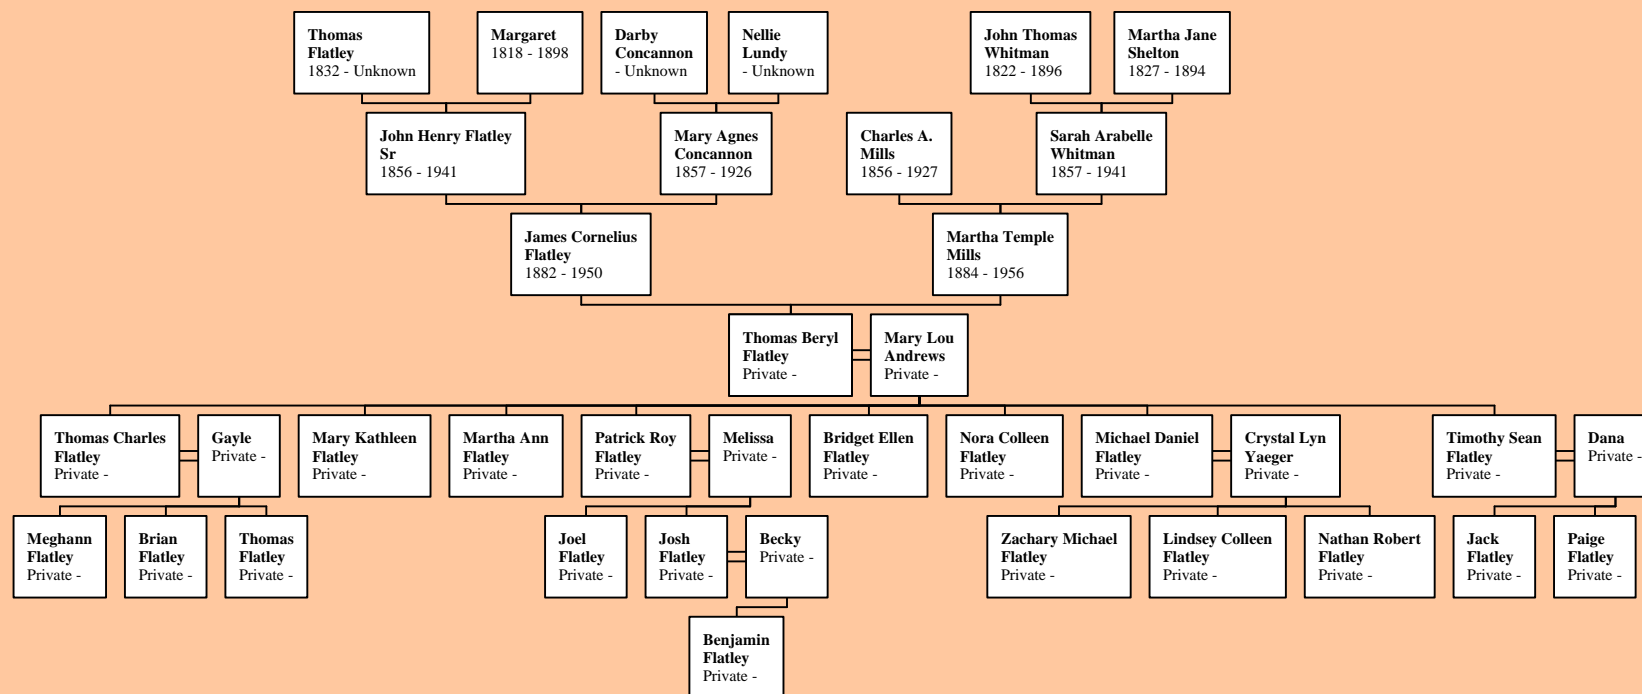 Thomas
Flatley
1832 - Unknown
Margaret
1818 - 1898
Darby
Concannon
- Unknown
Nellie
Lundy
- Unknown
John Thomas
Whitman
1822 - 1896
Martha Jane
Shelton
1827 - 1894
John Henry Flatley
Sr
1856 - 1941
Mary Agnes
Concannon
1857 - 1926
Charles A.
Mills
1856 - 1927
Sarah Arabelle
Whitman
1857 - 1941
James Cornelius
Flatley
1882 - 1950
Martha Temple
Mills
1884 - 1956
Thomas Beryl
Flatley
Private -
Mary Lou
Andrews
Private -
Thomas Charles
Flatley
Private -
Gayle
Private -
Mary Kathleen
Flatley
Private -
Martha Ann
Flatley
Private -
Patrick Roy
Flatley
Private -
Melissa
Private -
Bridget Ellen
Flatley
Private -
Nora Colleen
Flatley
Private -
Michael Daniel
Flatley
Private -
Crystal Lyn
Yaeger
Private -
Timothy Sean
Flatley
Private -
Dana
Private -
Meghann
Flatley
Private -
Brian
Flatley
Private -
Thomas
Flatley
Private -
Joel
Flatley
Private -
Josh
Flatley
Private -
Becky
Private -
Zachary Michael
Flatley
Private -
Lindsey Colleen
Flatley
Private -
Nathan Robert
Flatley
Private -
Jack
Flatley
Private -
Paige
Flatley
Private -
Benjamin
Flatley
Private -